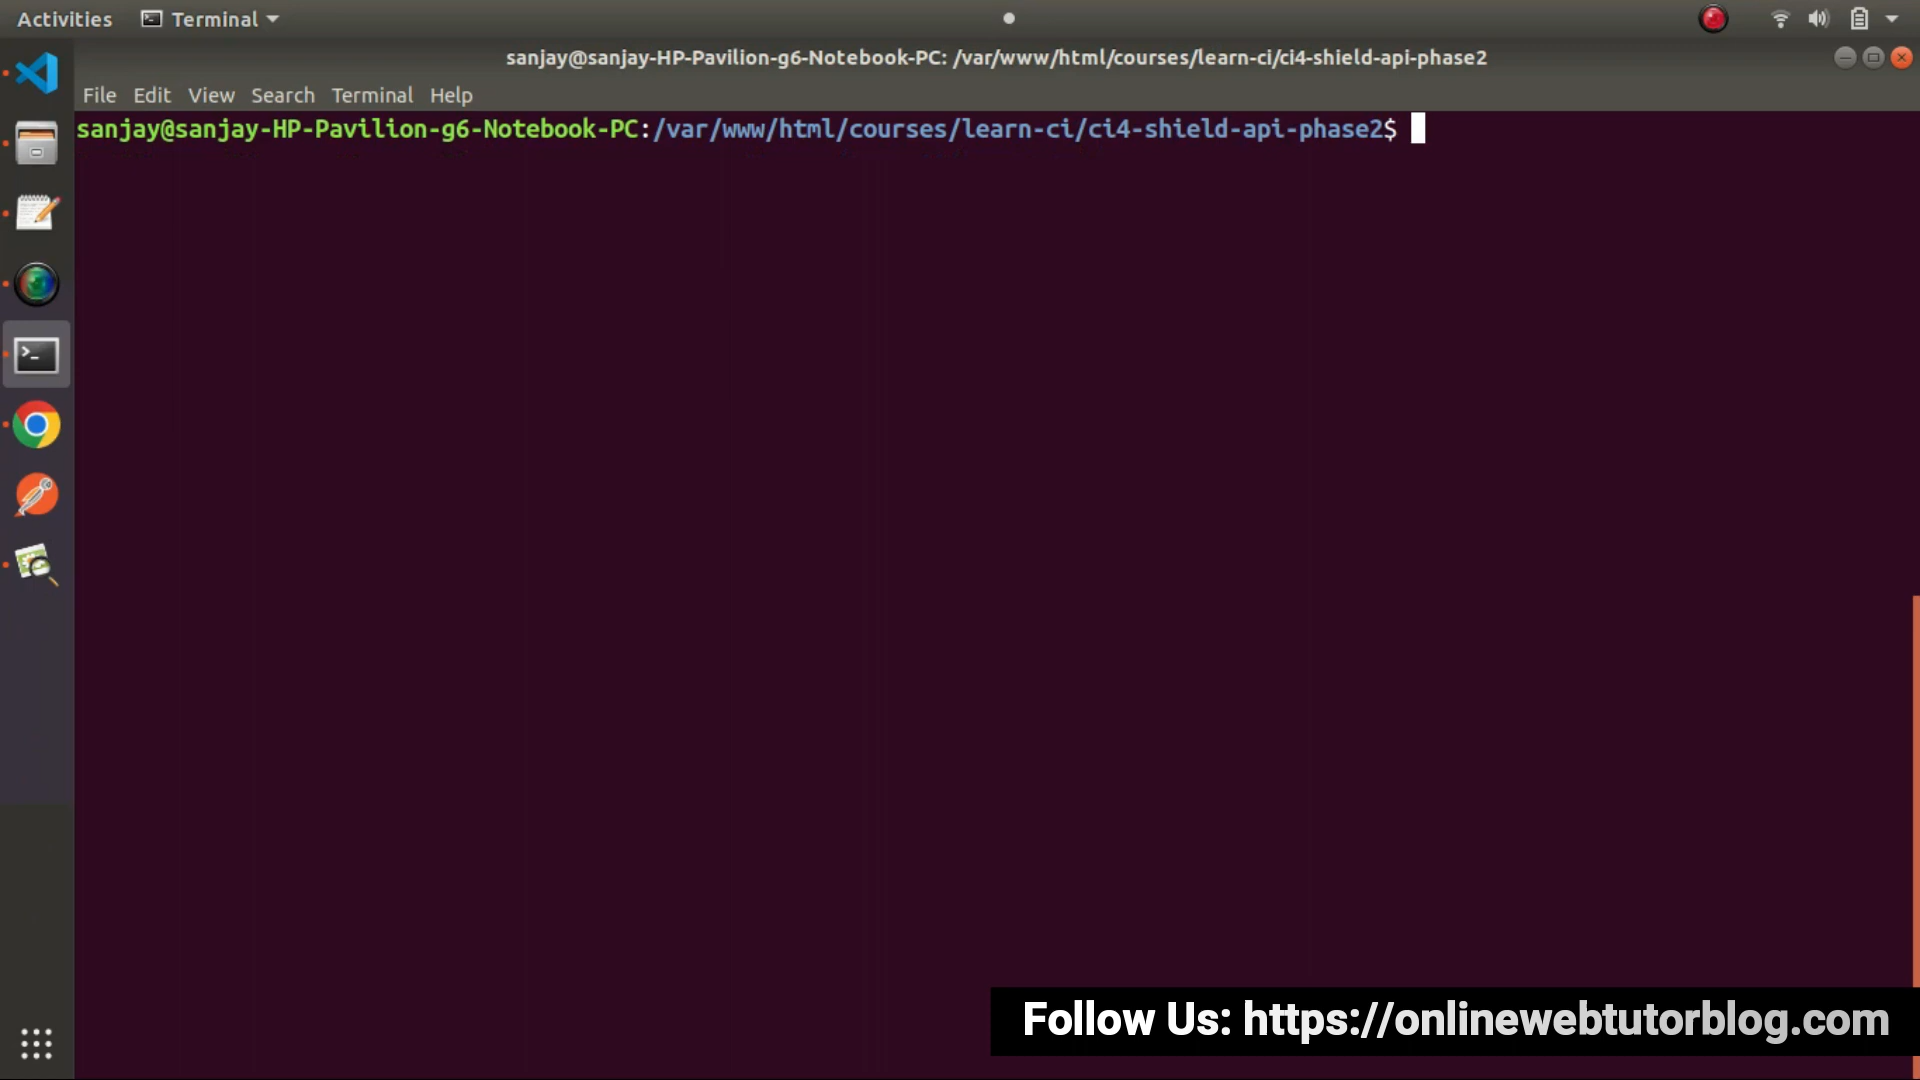 Activities Terminal
sanjay@sanjay-HP-Pavilion-g6-Notebook-PC: /var/www/html/courses/learn-ci/ci4-shield-api-phase2
File Edit View Search Terminal Help
sanjay@sanjay-HP-Pavilion-g6-Notebook-PC:/var/www/html/courses/learn-ci/ci4-shield-api-phase2$
Follow Us: https://onlinewebtutorblog.com